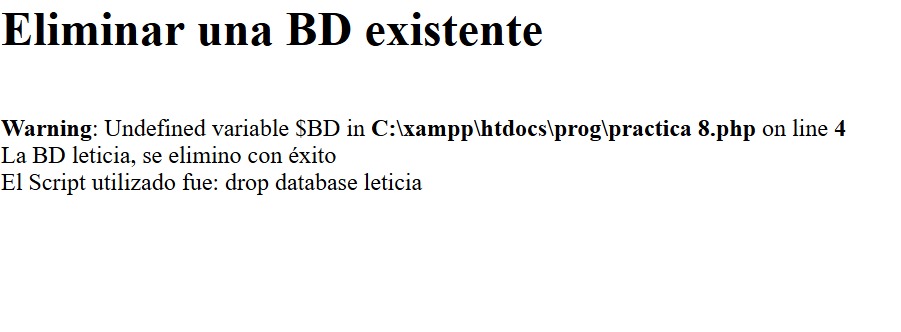 Eliminar una BD existente
Warning: Undefined variable $BD in C:\xampp\htdocs\prog\practica 8.php on line 4
La BD leticia, se elimino con éxito
El Script utilizado fue: drop database leticia